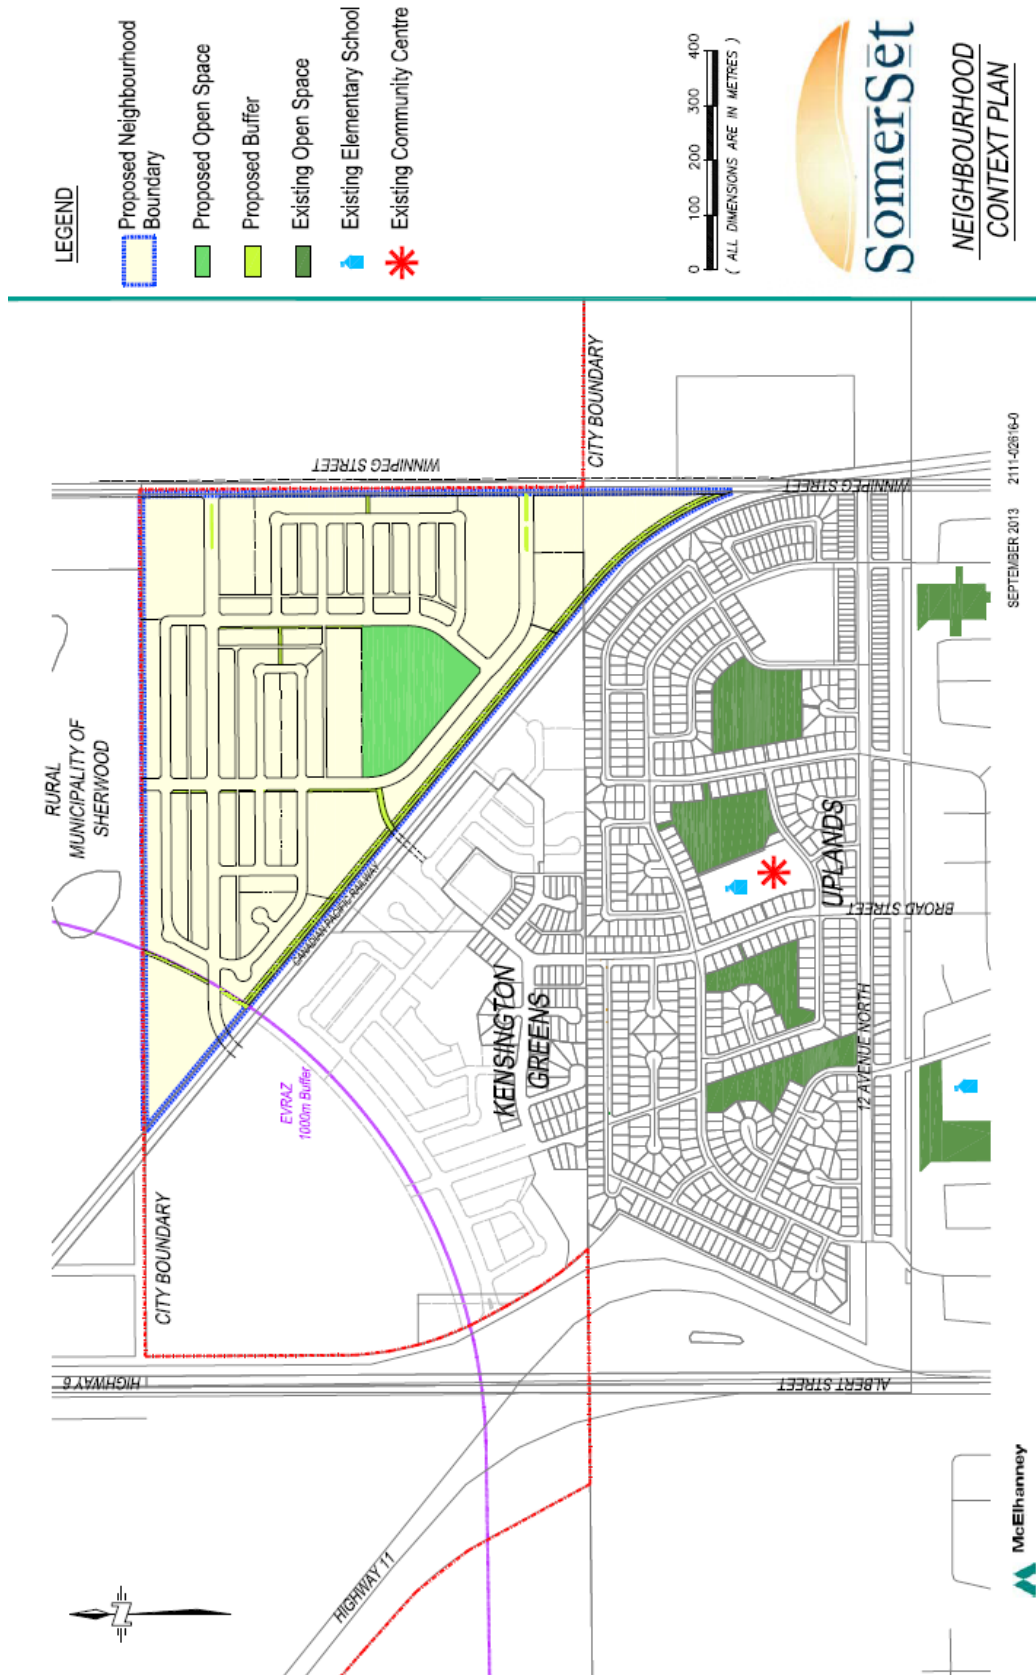 LEGEND
Proposed Neighbourhood
Boundary
Proposed Open Space
Proposed Buffer
Existing Open Space
Existing Elementary School
Existing Community Centre
0 100 200 300 400
( ALL DIMENSIONS ARE IN METRES )
SomerSet
NEIGHBOURHOOD
CONTEXT PLAN
RURAL
MUNICIPALITY OF
SHERWOOD
WINNIPEG STREET
CITY BOUNDARY
WINNIPEG STREET
CANADIAN PACIFIC RAILWAY
EVRAZ
1000m Buffer
KENSINGTON
GREENS
UPLANDS
BROAD STREET
12 AVENUE NORTH
CITY BOUNDARY
HIGHWAY 6
ALBERT STREET
HIGHWAY 11
N
McElhanney
SEPTEMBER 2013
2111-02616-0